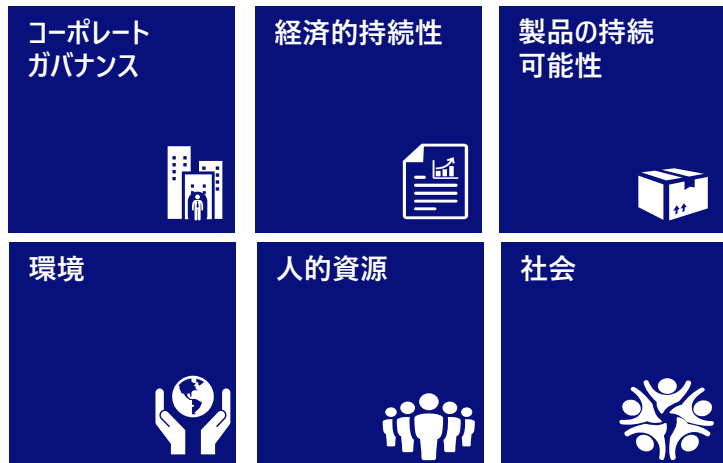 コーポレート
ガバナンス
経済的持続性
製品の持続
可能性
環境
人的資源
社会